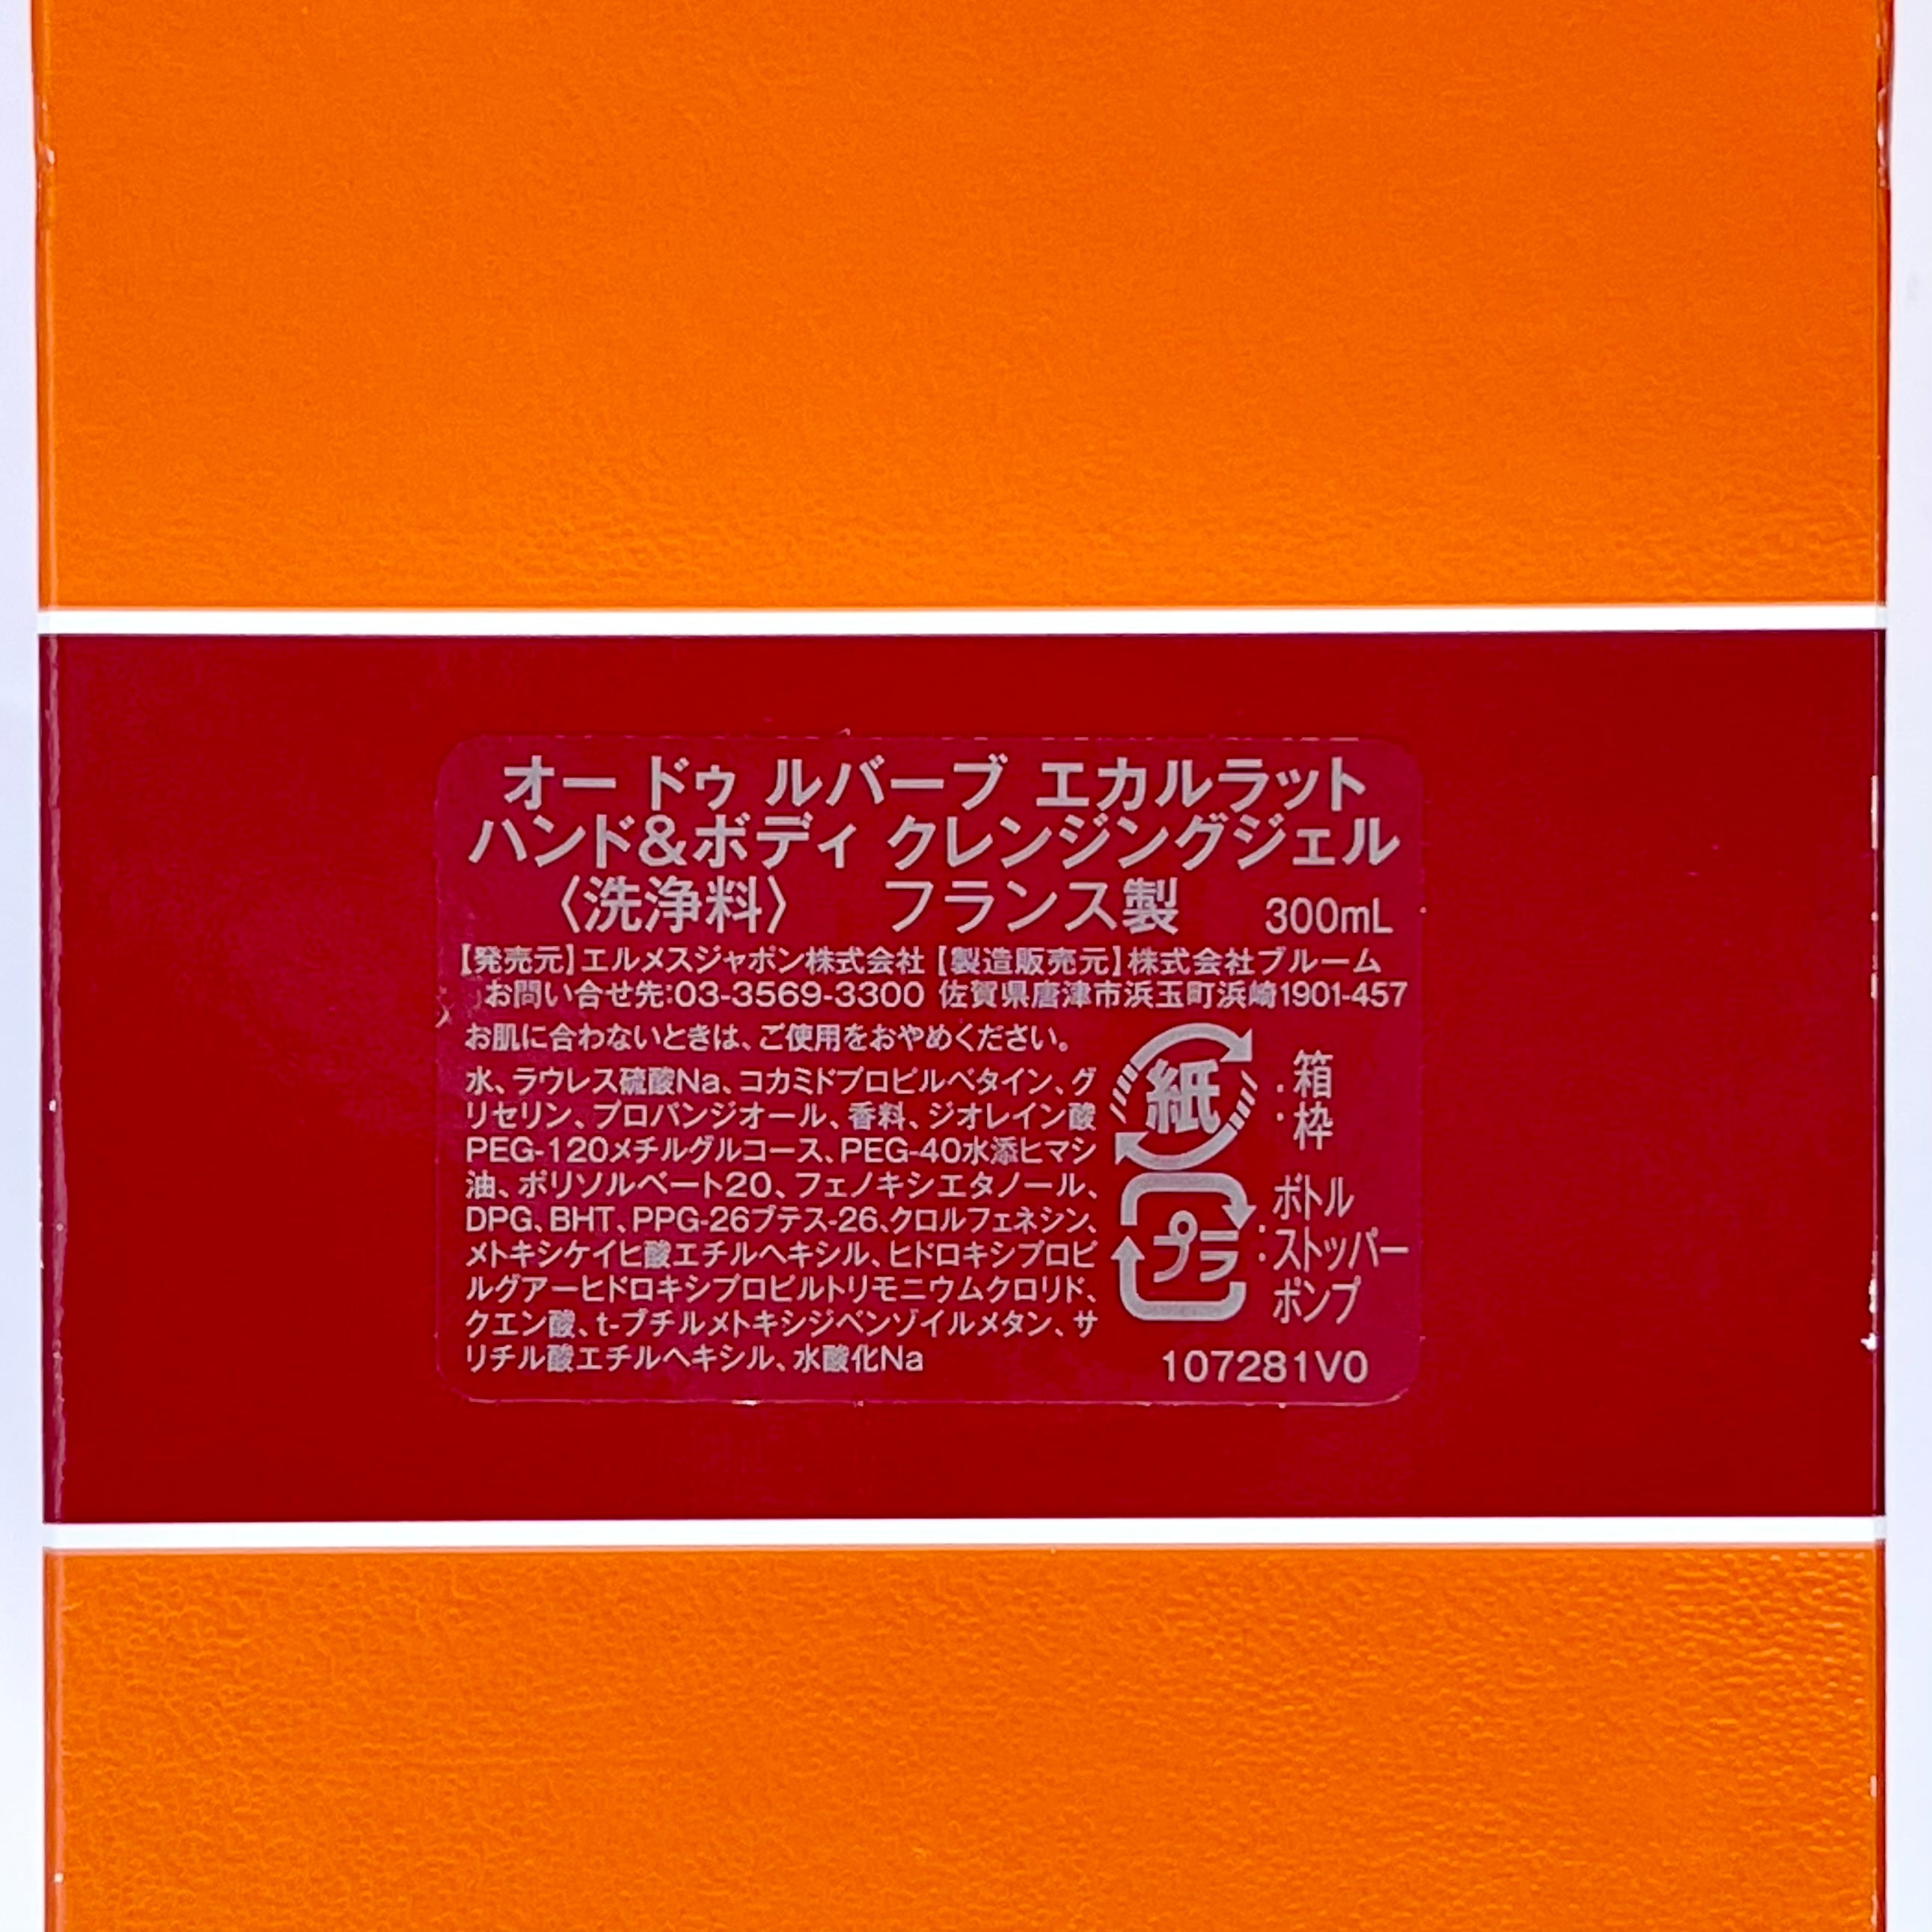 オー ドゥ ルバーブ エカルラット
ハンド&ボディ クレンジングジェル
〈洗浄料〉 フランス製 300mL
【発売元】エルメスジャポン株式会社【製造販売元】株式会社ブルーム
お問い合せ先:03-3569-3300 佐賀県唐津市浜玉町浜崎1901-457
お肌に合わないときは、ご使用をおやめください。
水、ラウレス硫酸Na、コカミドプロピルベタイン、グ
リセリン、プロパンジオール、香料、ジオレイン酸
PEG-120メチルグルコース、PEG-40水添ヒマシ
油、ポリソルベート20、フェノキシエタノール、
DPG、BHT、PPG-26ブテス-26、クロルフェネシン、
メトキシケイヒ酸エチルヘキシル、ヒドロキシプロピ
ルグアーヒドロキシプロピルトリモニウムクロリド、
クエン酸、t-ブチルメトキシジベンゾイルメタン、サ
リチル酸エチルヘキシル、水酸化Na
紙
:箱
:枠
プラ
ボトル
:ストッパー
ポンプ
107281V0